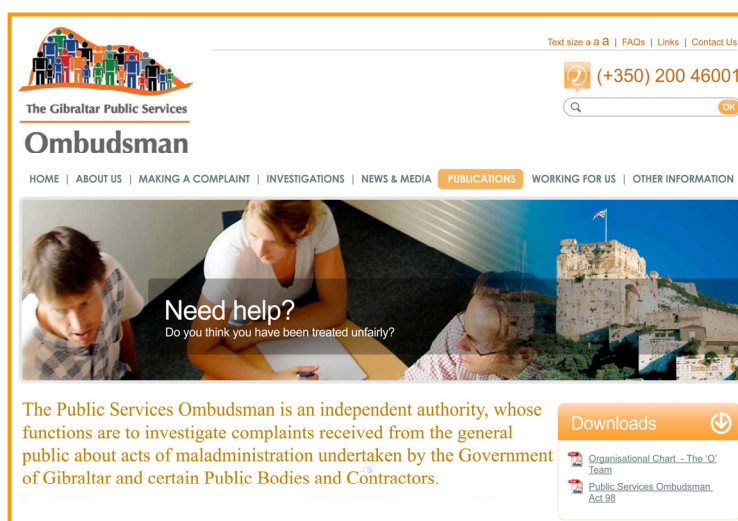 Text size a a a | FAQs | Links | Contact Us
(+350) 200 46001
OK
The Gibraltar Public Services
Ombudsman
HOME | ABOUT US | MAKING A COMPLAINT | INVESTIGATIONS | NEWS & MEDIA PUBLICATIONS WORKING FOR US | OTHER INFORMATION
Need help?
Do you think you have been treated unfairly?
The Public Services Ombudsman is an independent authority, whose
functions are to investigate complaints received from the general
public about acts of maladministration undertaken by the Government
of Gibraltar and certain Public Bodies and Contractors.
Downloads
Organisational Chart - The 'O'
Team
Public Services Ombudsman
Act 98